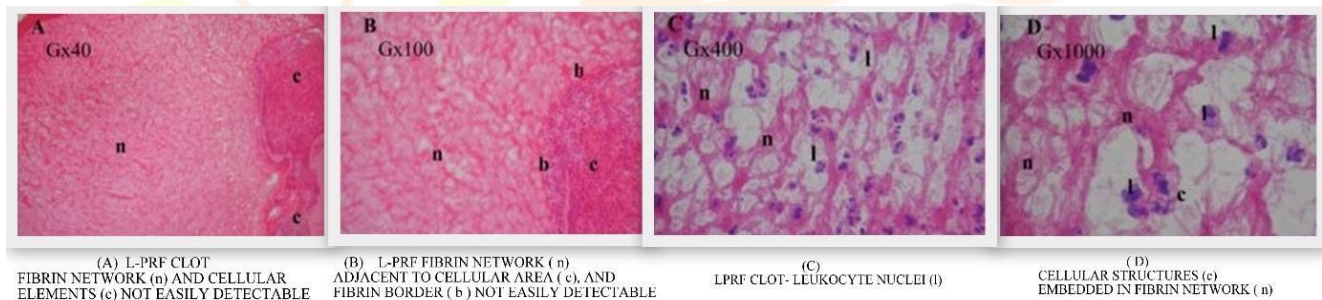 A
Gx40
c
n
c
B
Gx100
b
n
b
c
C
Gx400
l
n
n
l
D
Gx1000
l
n
l
n
l
c
(A) L-PRF CLOT
FIBRIN NETWORK (n) AND CELLULAR
ELEMENTS (c) NOT EASILY DETECTABLE
(B) L-PRF FIBRIN NETWORK ( n )
ADJACENT TO CELLULAR AREA ( c ), AND
FIBRIN BORDER ( b ) NOT EASILY DETECTABLE
(C)
LPRF CLOT- LEUKOCYTE NUCLEI (l)
( D )
CELLULAR STRUCTURES (c)
EMBEDDED IN FIBRIN NETWORK ( n )